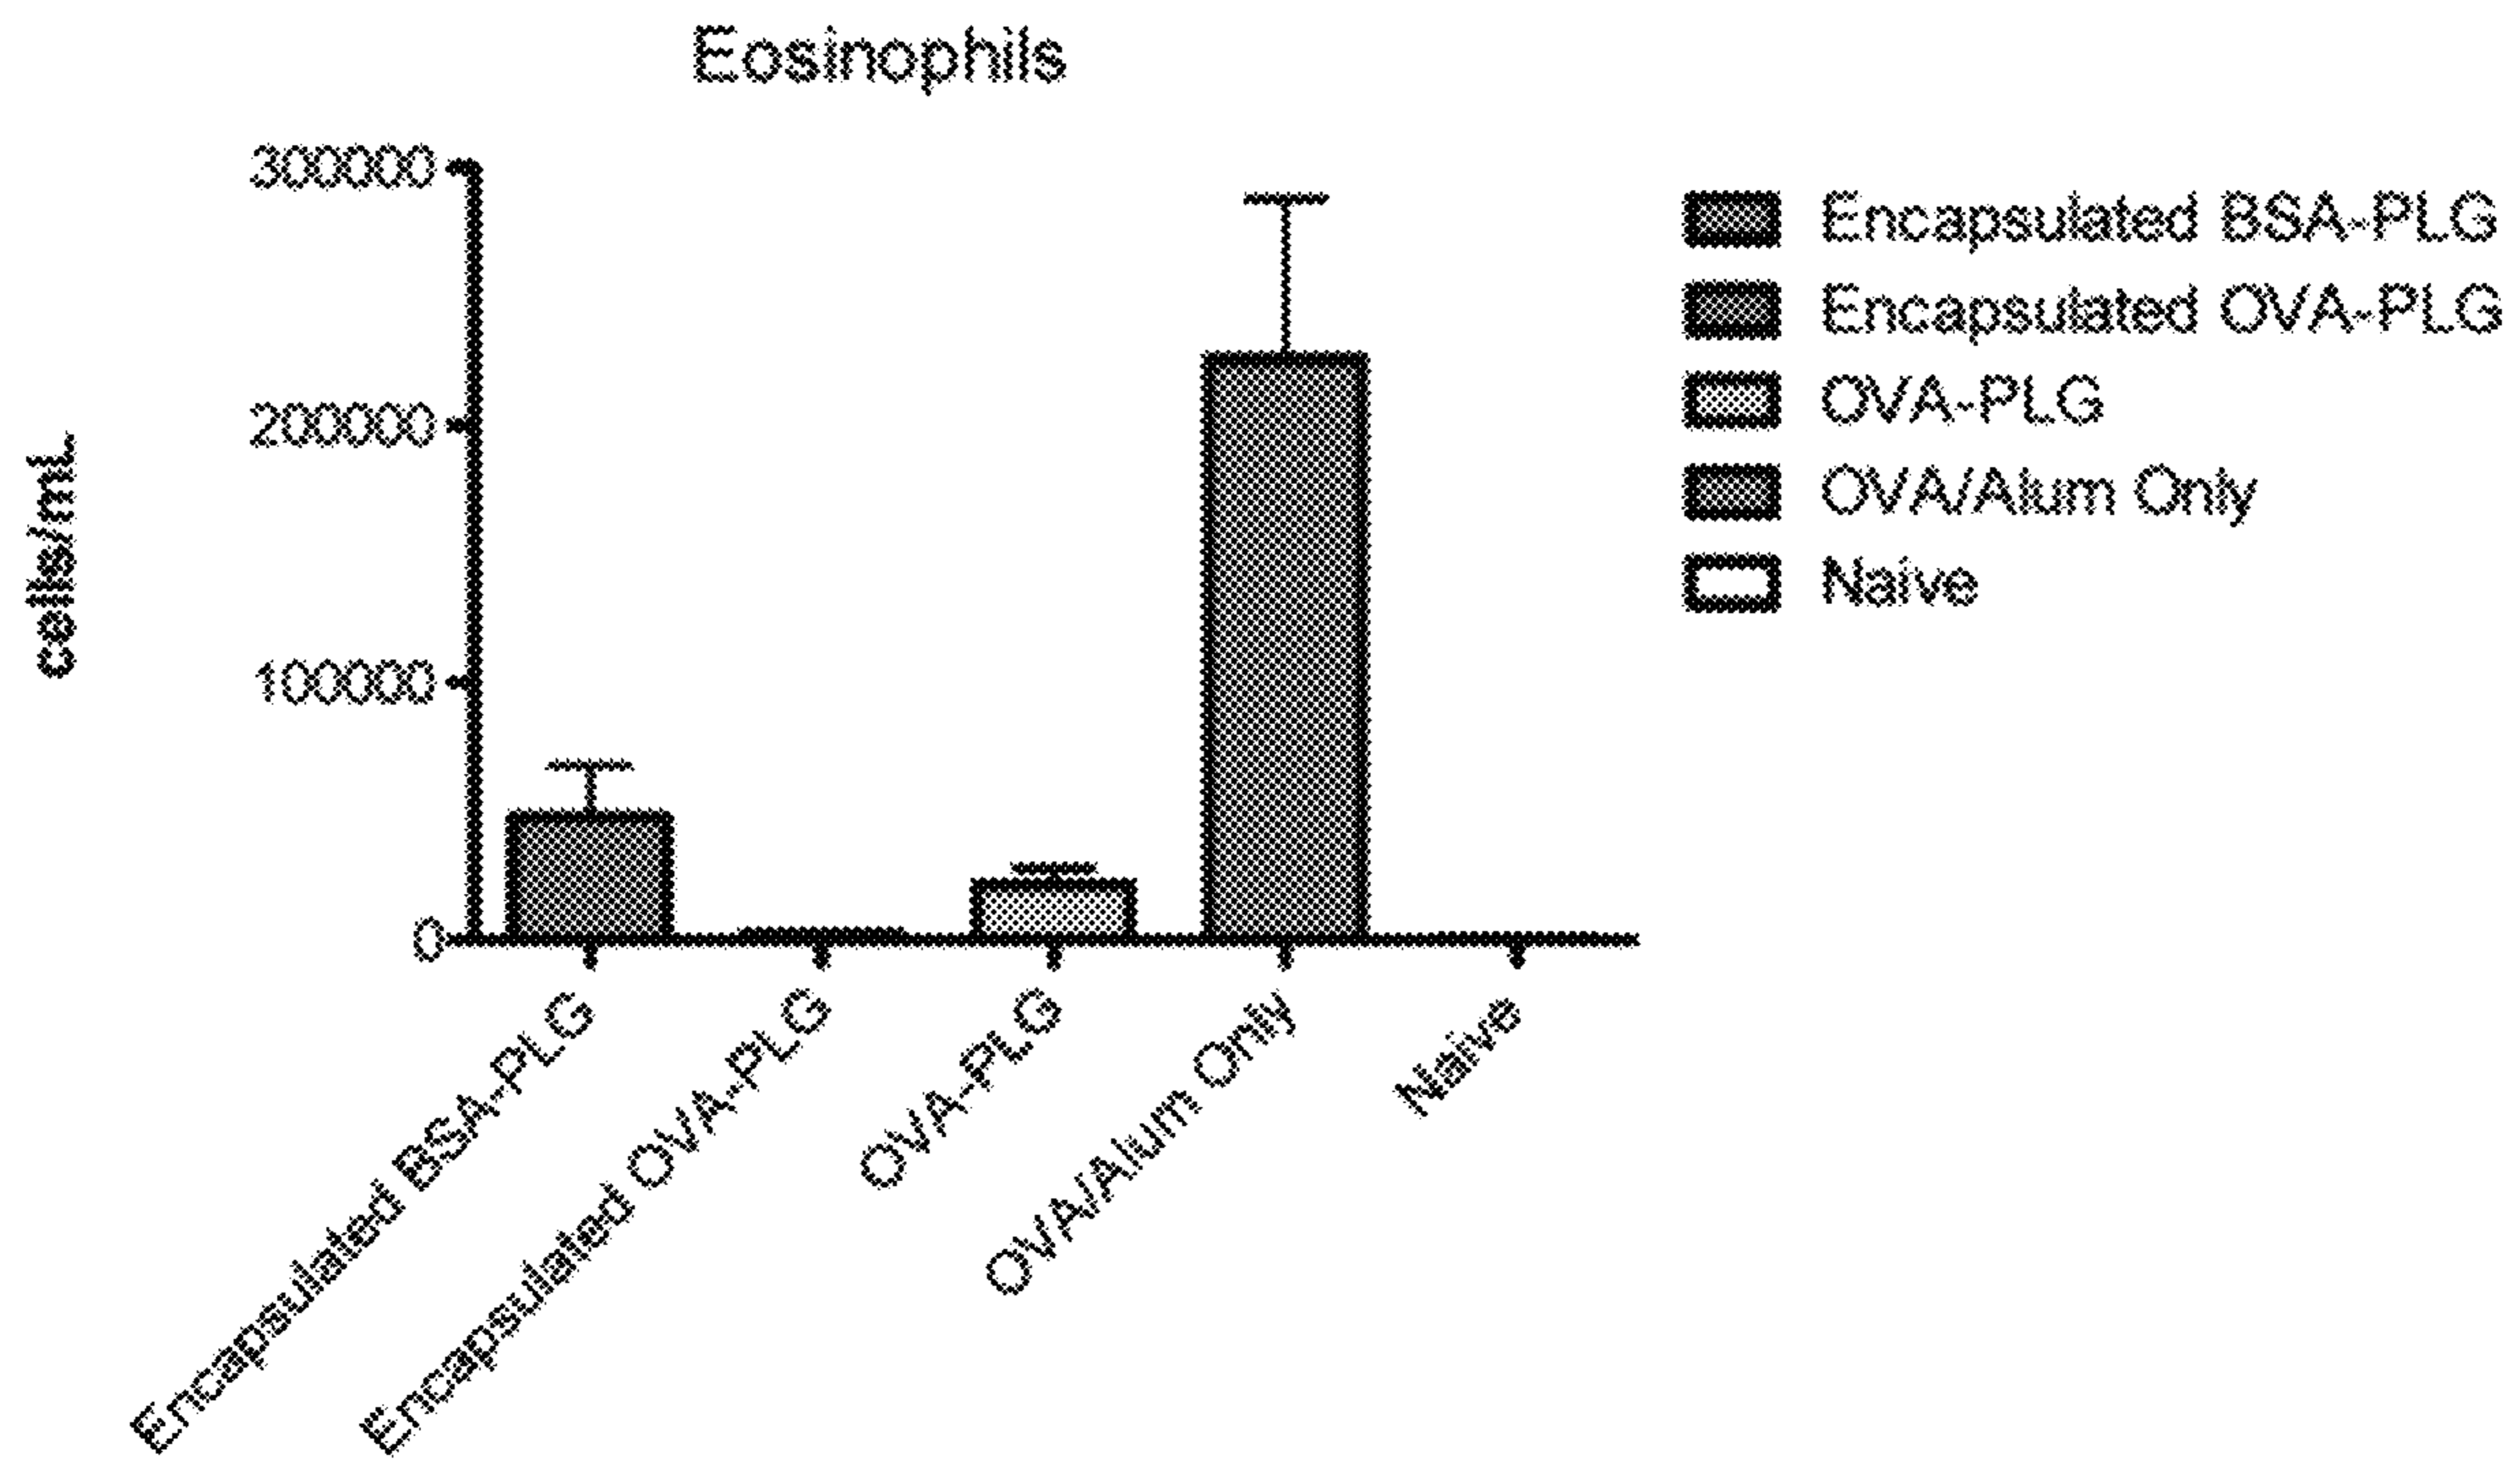 Eosinophils
300000
200000
100000
0
cells/mL
Encapsulated BSA-PLG
Encapsulated OVA-PLG
OVA-PLG
OVA/Alum Only
Naive
Encapsulated BSA-PLG
Encapsulated OVA-PLG
OVA-PLG
OVA/Alum Only
Naive